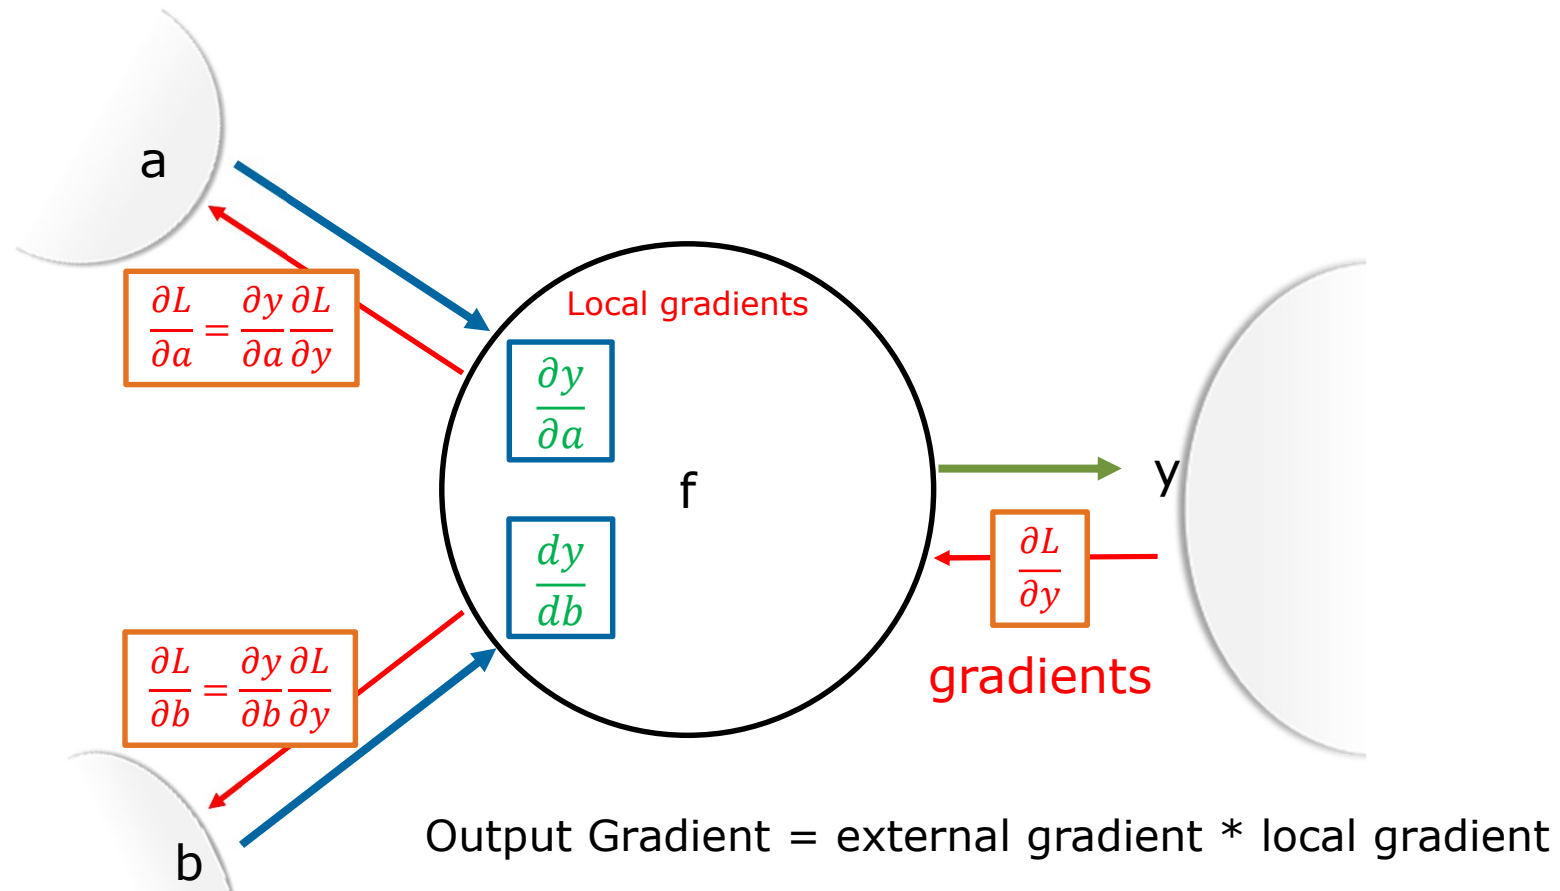 a
∂L/∂a = ∂y/∂a ∂L/∂y
Local gradients
∂y/∂a
f
y
dy/db
∂L/∂y
gradients
∂L/∂b = ∂y/∂b ∂L/∂y
b
Output Gradient = external gradient * local gradient